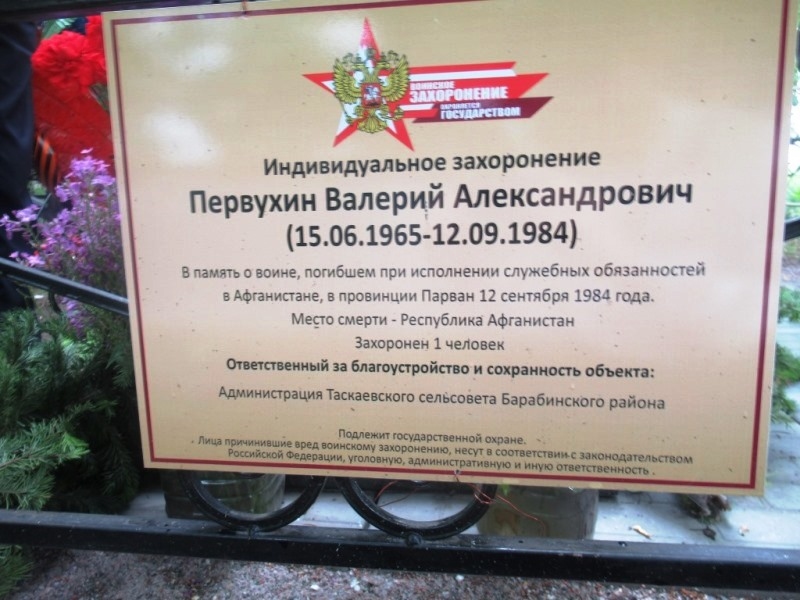 ВОИНСКОЕ
ЗАХОРОНЕНИЕ
ОХРАНЯЕТСЯ
ГОСУДАРСТВОМ
Индивидуальное захоронение
Первухин Валерий Александрович
(15.06.1965-12.09.1984)
В память о воине, погибшем при исполнении служебных обязанностей
в Афганистане, в провинции Парван 12 сентября 1984 года.
Место смерти - Республика Афганистан
Захоронен 1 человек
Ответственный за благоустройство и сохранность объекта:
Администрация Таскаевского сельсовета Барабинского района
Подлежит государственной охране.
Лица причинившие вред воинскому захоронению, несут в соответствии с законодательством
Российской Федерации, уголовную, административную и иную ответственность.